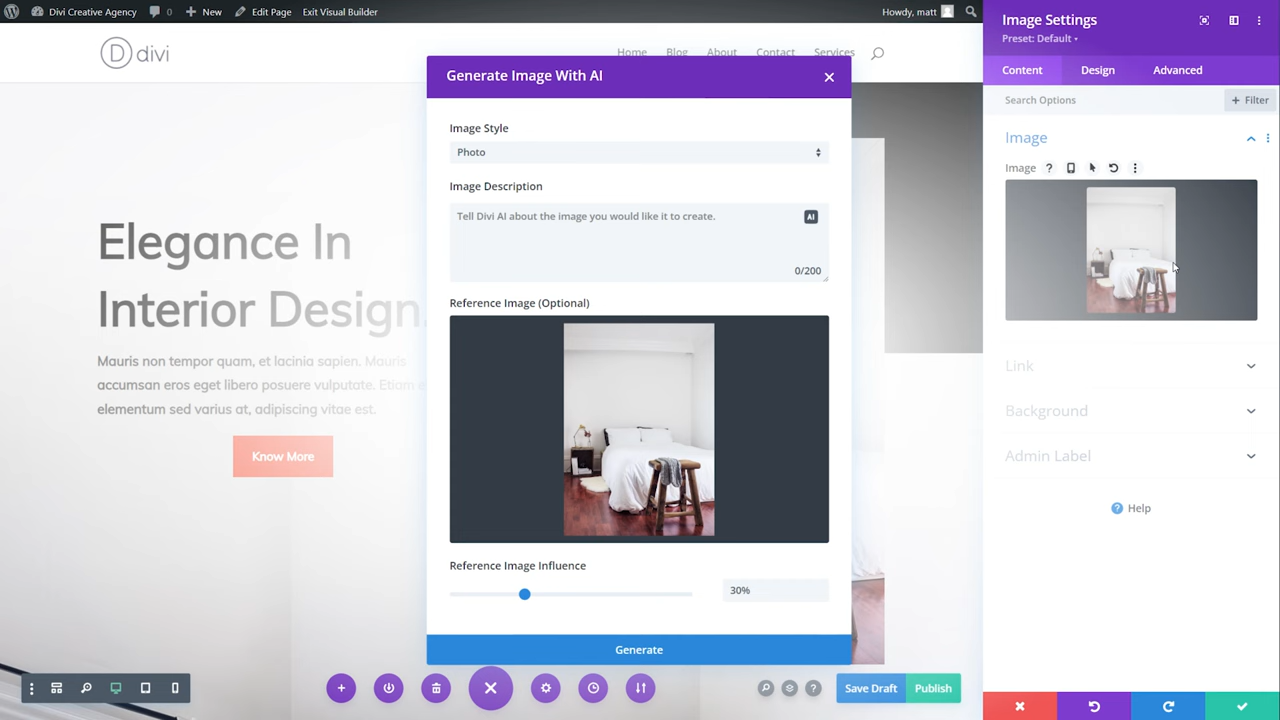 Divi Creative Agency 0 New Edit Page Exit Visual Builder Howdy, matt
D divi
Home Blog About Contact Services
Elegance In
Interior Design.
Mauris non tempor quam, et lacinia sapien. Mauris
accumsan eros eget libero posuere vulputate. Etiam
elementum sed varius at, adipiscing vitae est.
Know More
Generate Image With AI
Image Style
Photo
Image Description
Tell Divi AI about the image you would like it to create.
AI
0/200
Reference Image (Optional)
Reference Image Influence
30%
Generate
Save Draft Publish
Image Settings
Preset: Default
Content Design Advanced
Search Options + Filter
Image
Image ?
Link
Background
Admin Label
? Help